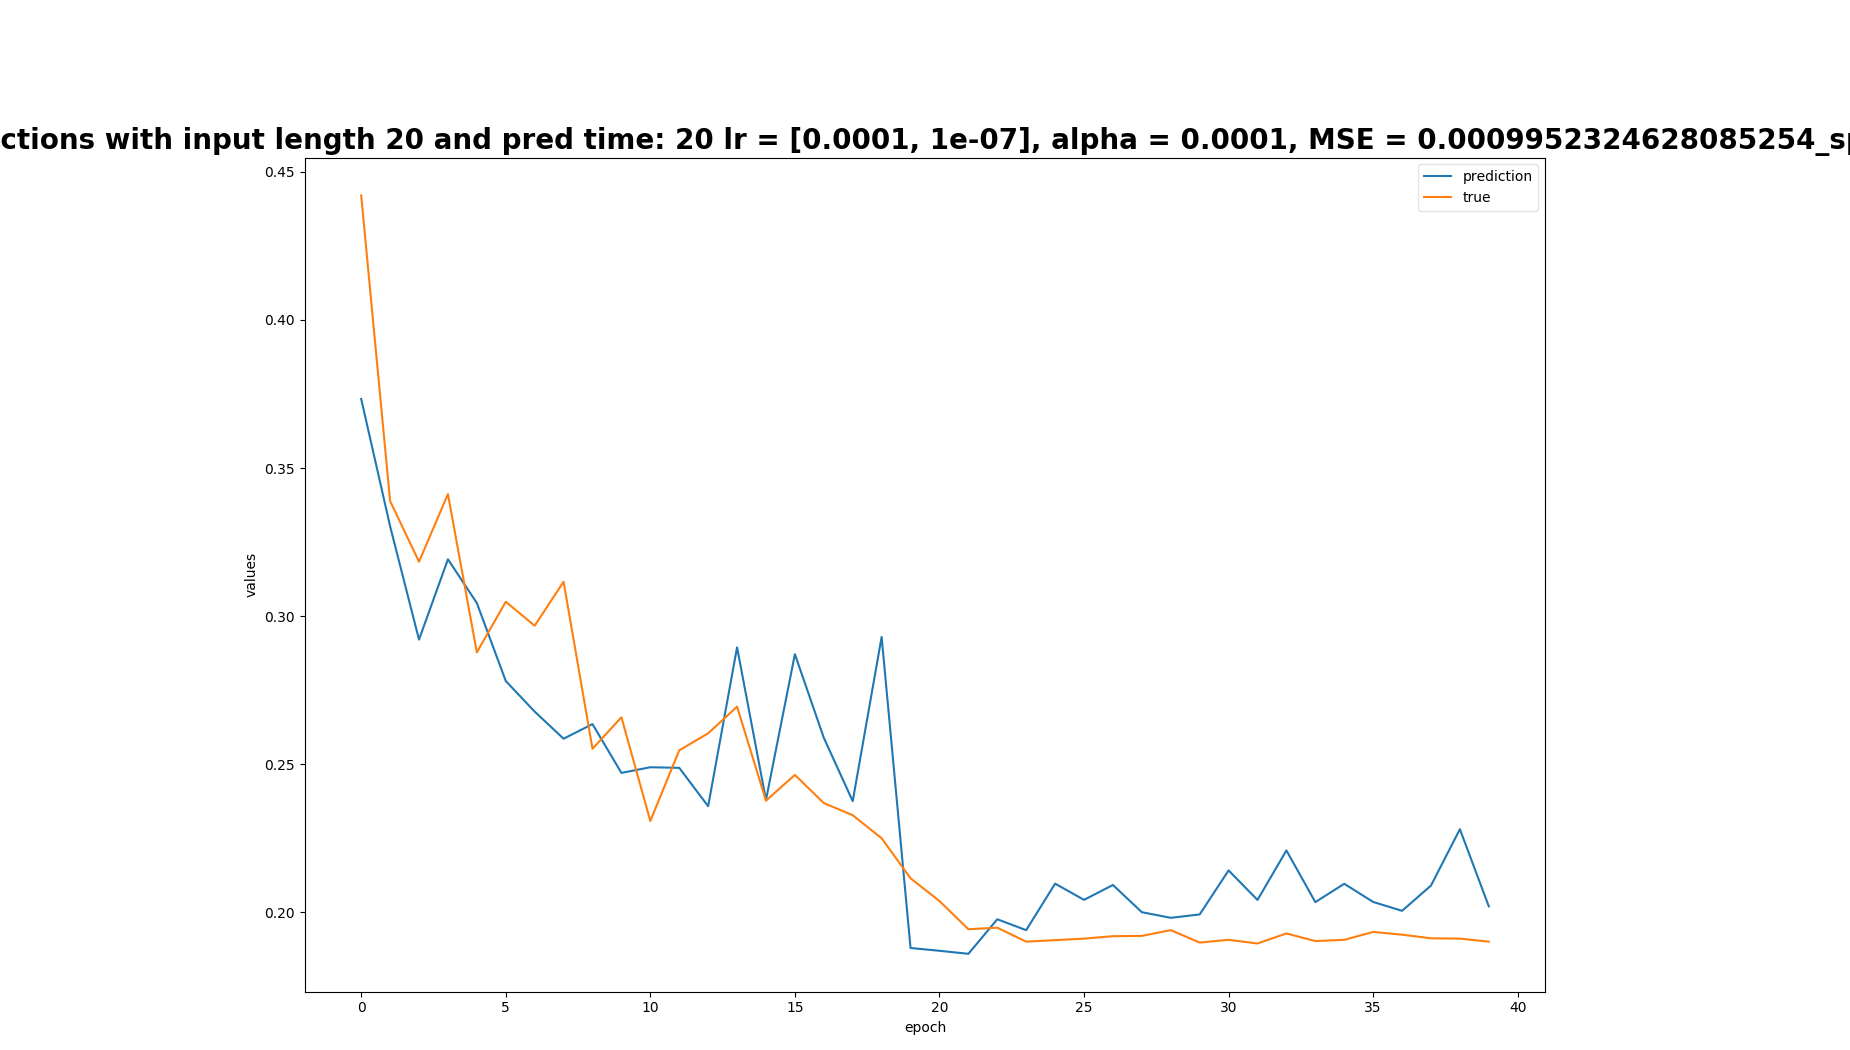 ctions with input length 20 and pred time: 20 lr = [0.0001, 1e-07], alpha = 0.0001, MSE = 0.0009952324628085254_sp
prediction
true
0.45
0.40
0.35
0.30
0.25
0.20
values
0 5 10 15 20 25 30 35 40
epoch